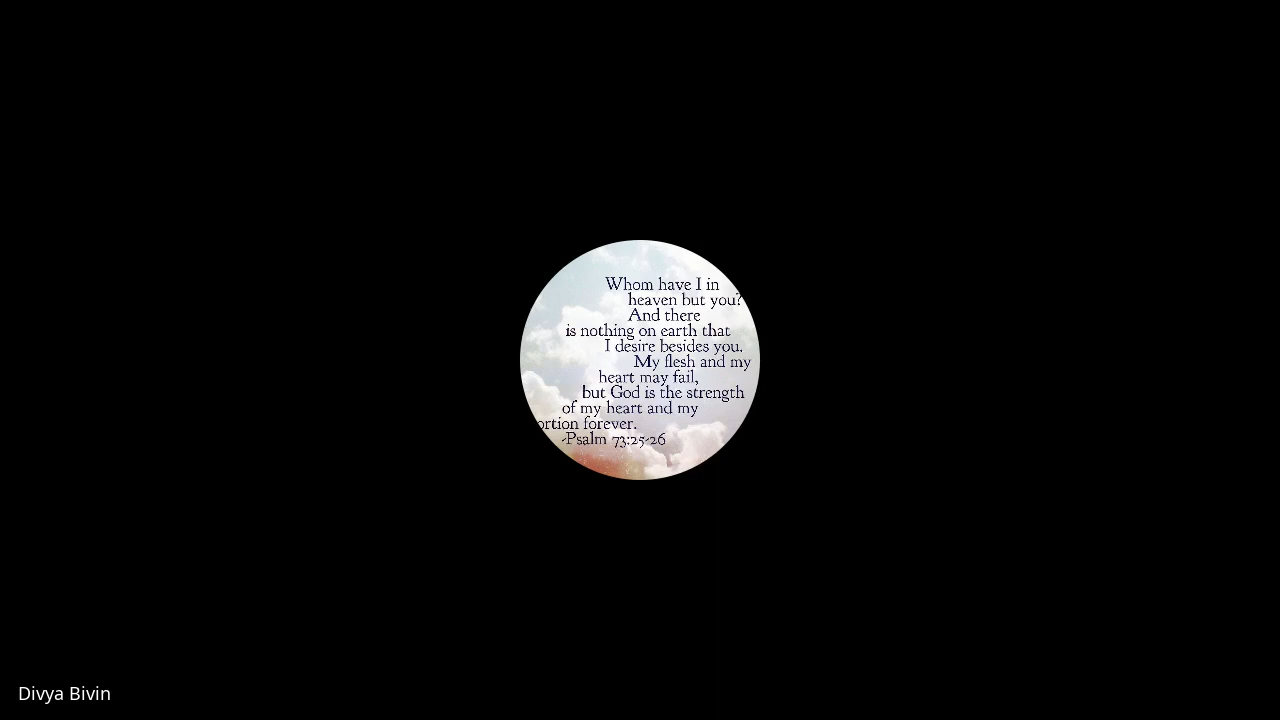 Whom have I in
heaven but you?
And there
is nothing on earth that
I desire besides you.
My flesh and my
heart may fail,
but God is the strength
of my heart and my
ortion forever.
-Psalm 73:25-26
Divya Bivin